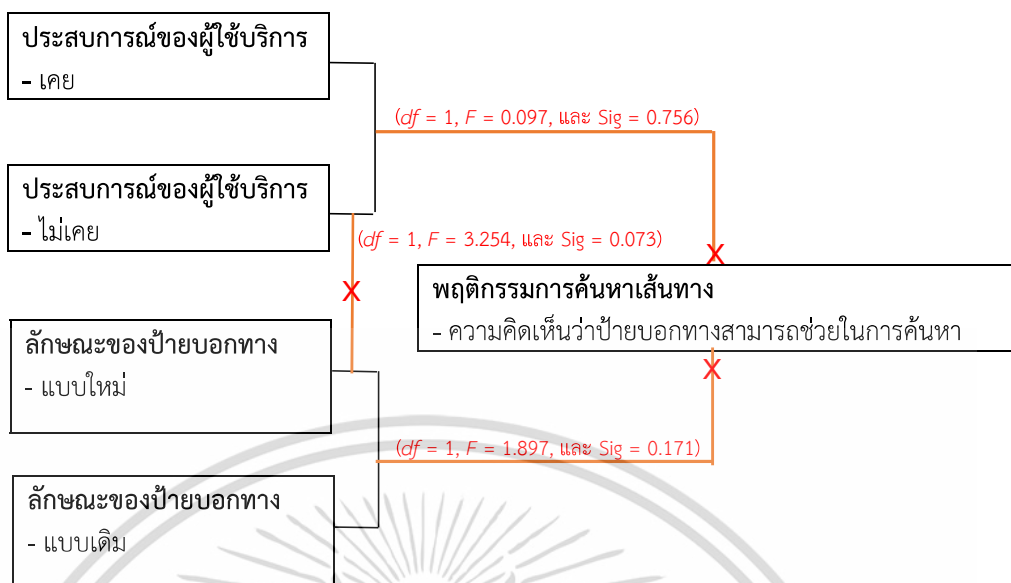 ประสบการณ์ของผู้ใช้บริการ
- เคย
(df = 1, F = 0.097, และ Sig = 0.756)
ประสบการณ์ของผู้ใช้บริการ
- ไม่เคย
(df = 1, F = 3.254, และ Sig = 0.073)
X
X
พฤติกรรมการค้นหาเส้นทาง
- ความคิดเห็นว่าป้ายบอกทางสามารถช่วยในการค้นหา
ลักษณะของป้ายบอกทาง
- แบบใหม่
X
(df = 1, F = 1.897, และ Sig = 0.171)
ลักษณะของป้ายบอกทาง
- แบบเดิม